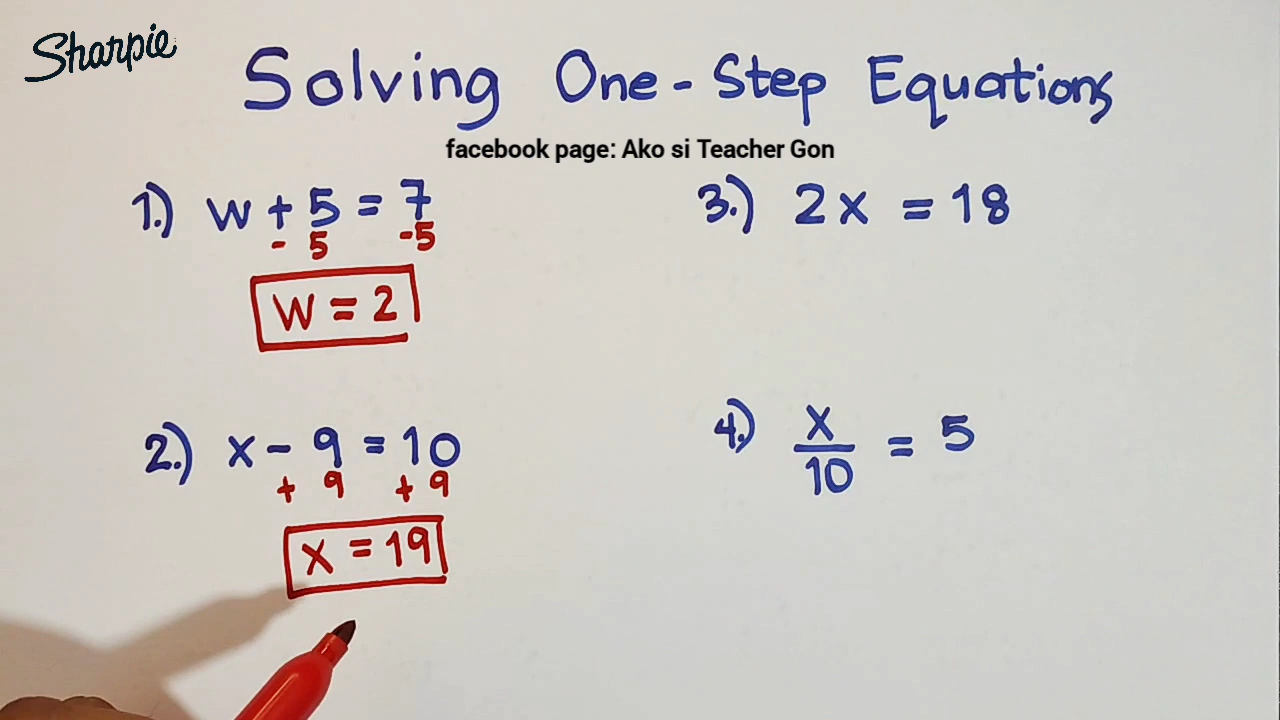 Sharpie
Solving One-Step Equations
facebook page: Ako si Teacher Gon
1.) w + 5 = 7
- 5 -5
w = 2
2.) x - 9 = 10
+ 9 + 9
x = 19
3.) 2x = 18
4.) x
10 = 5